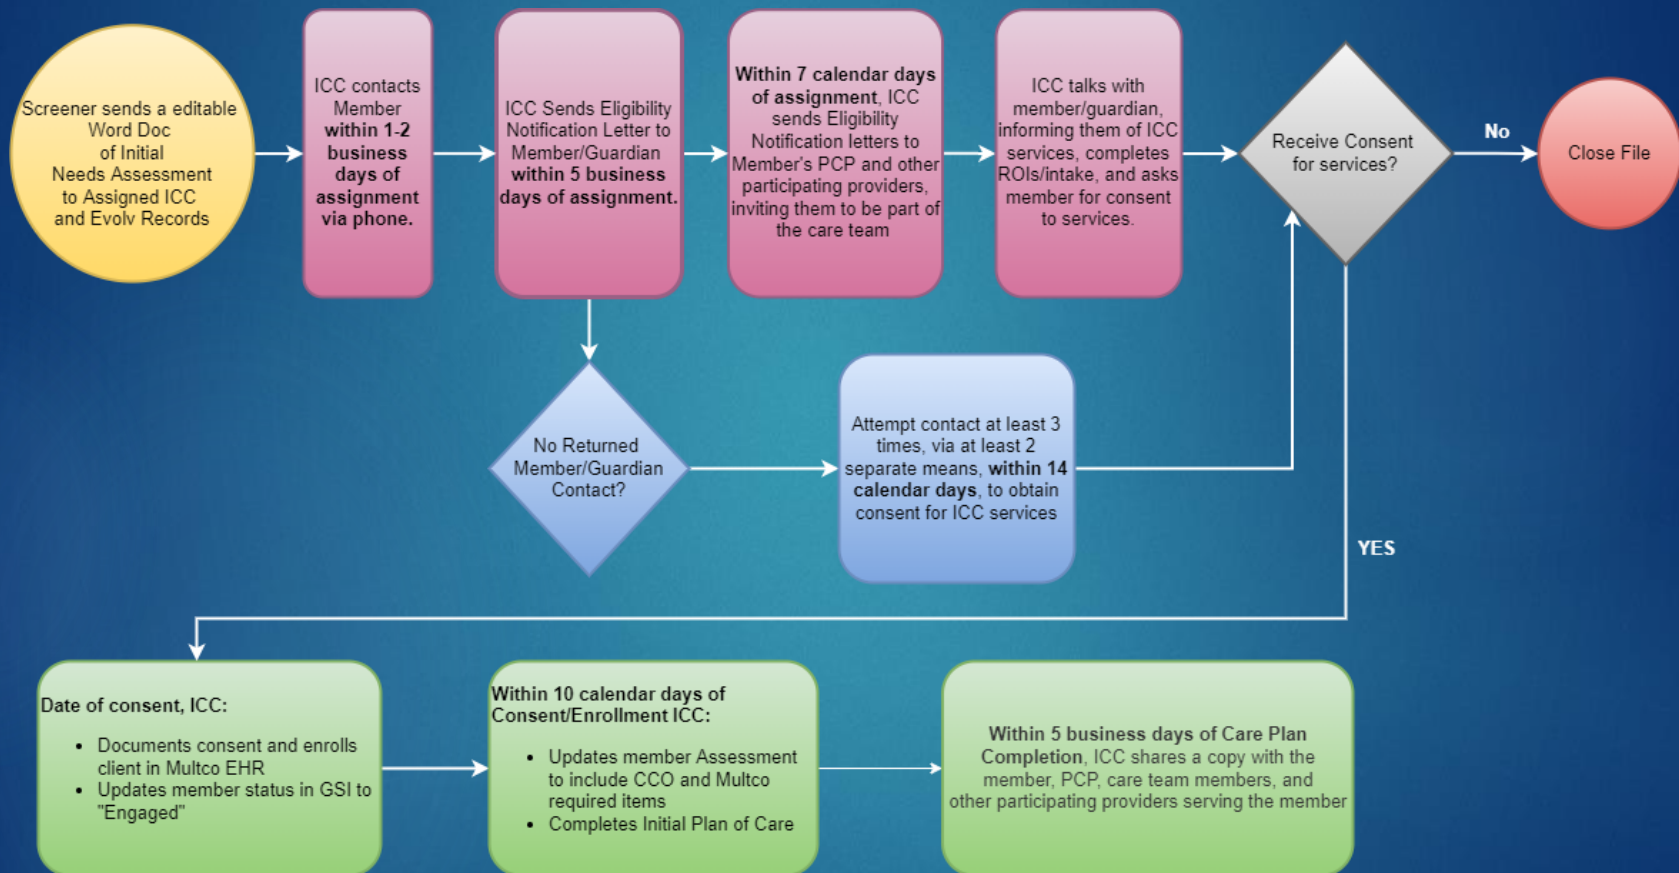 Screener sends a editable
Word Doc
of Initial
Needs Assessment
to Assigned ICC
and Evolv Records
ICC contacts
Member
within 1-2
business
days of
assignment
via phone.
ICC Sends Eligibility
Notification Letter to
Member/Guardian
within 5 business
days of assignment.
Within 7 calendar days
of assignment, ICC
sends Eligibility
Notification letters to
Member's PCP and other
participating providers,
inviting them to be part of
the care team
ICC talks with
member/guardian,
informing them of ICC
services, completes
ROIs/intake, and asks
member for consent
to services.
Receive Consent
for services?
No
Close File
No Returned
Member/Guardian
Contact?
Attempt contact at least 3
times, via at least 2
separate means, within 14
calendar days, to obtain
consent for ICC services
YES
Date of consent, ICC:
• Documents consent and enrolls
client in Multco EHR
• Updates member status in GSI to
"Engaged"
Within 10 calendar days of
Consent/Enrollment ICC:
• Updates member Assessment
to include CCO and Multco
required items
• Completes Initial Plan of Care
Within 5 business days of Care Plan
Completion, ICC shares a copy with the
member, PCP, care team members, and
other participating providers serving the member